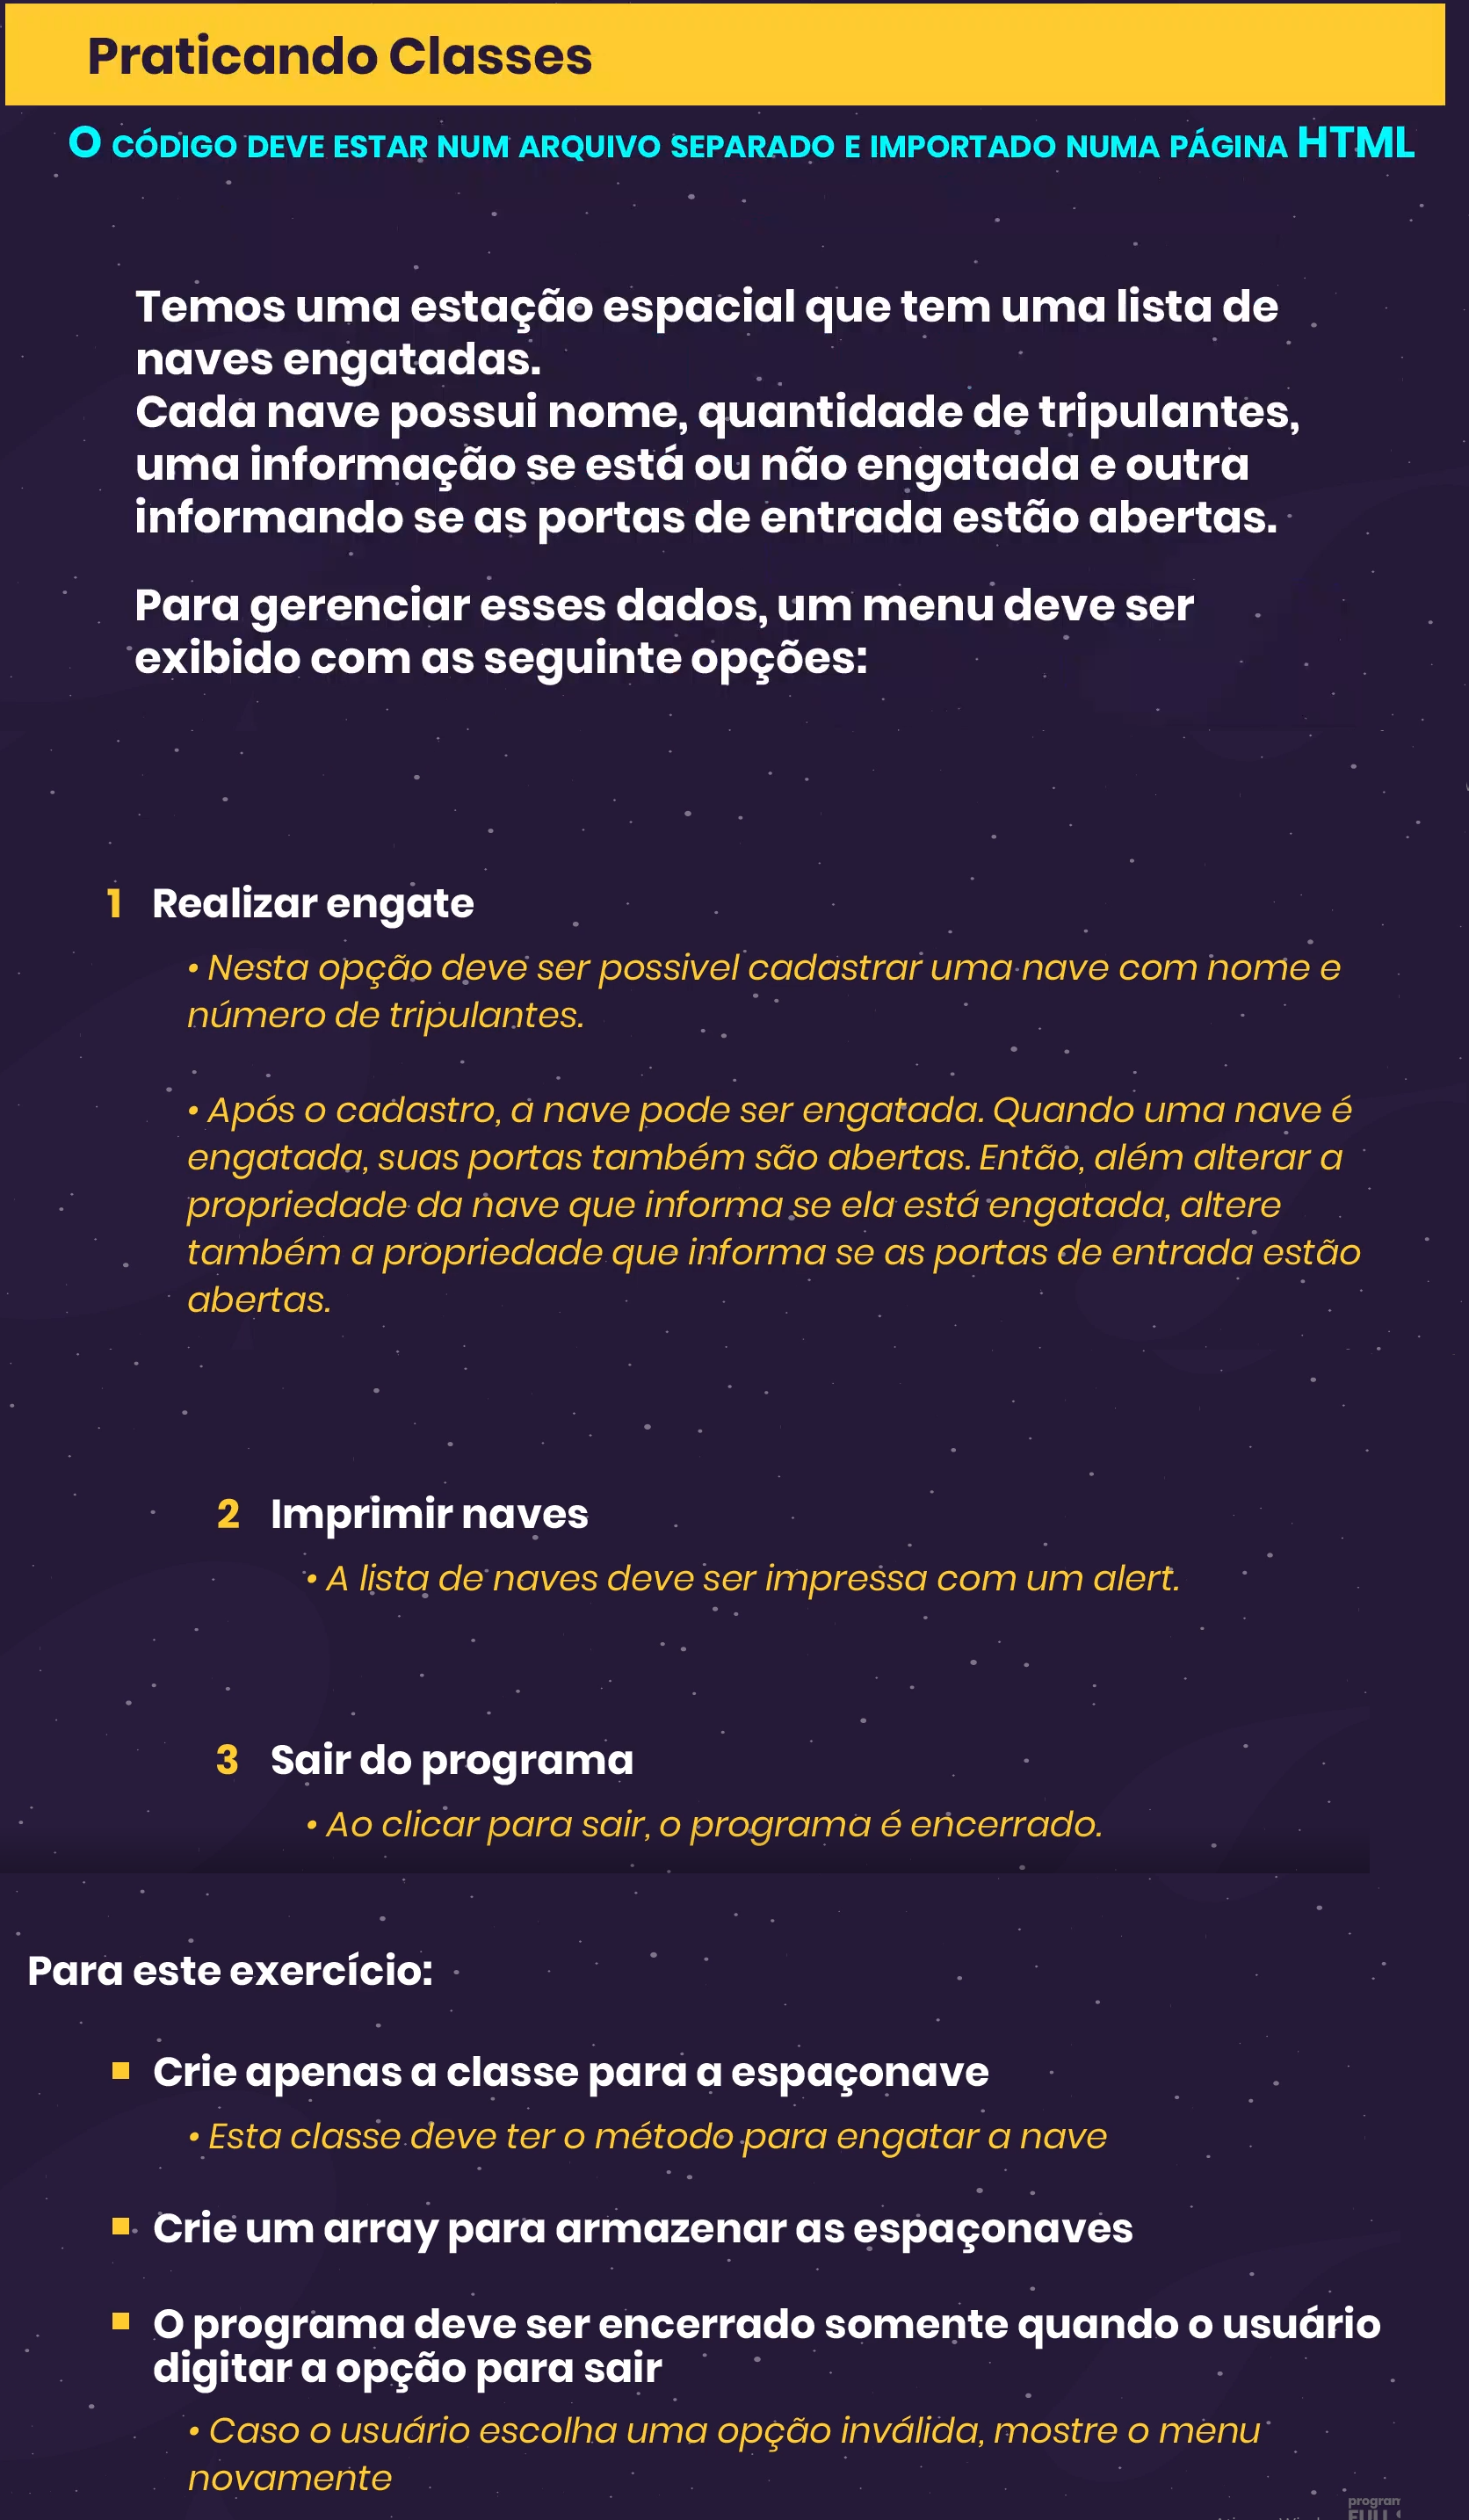 Praticando Classes
O CÓDIGO DEVE ESTAR NUM ARQUIVO SEPARADO E IMPORTADO NUMA PÁGINA HTML
Temos uma estação espacial que tem uma lista de
naves engatadas.
Cada nave possui nome, quantidade de tripulantes,
uma informação se está ou não engatada e outra
informando se as portas de entrada estão abertas.
Para gerenciar esses dados, um menu deve ser
exibido com as seguinte opções:
1 Realizar engate
• Nesta opção deve ser possivel cadastrar uma nave com nome e
número de tripulantes.
• Após o cadastro, a nave pode ser engatada. Quando uma nave é
engatada, suas portas também são abertas. Então, além alterar a
propriedade da nave que informa se ela está engatada, altere
também a propriedade que informa se as portas de entrada estão
abertas.
2 Imprimir naves
• A lista de naves deve ser impressa com um alert.
3 Sair do programa
• Ao clicar para sair, o programa é encerrado.
Para este exercício:
Crie apenas a classe para a espaçonave
• Esta classe deve ter o método para engatar a nave
Crie um array para armazenar as espaçonaves
O programa deve ser encerrado somente quando o usuário
digitar a opção para sair
• Caso o usuário escolha uma opção inválida, mostre o menu
novamente